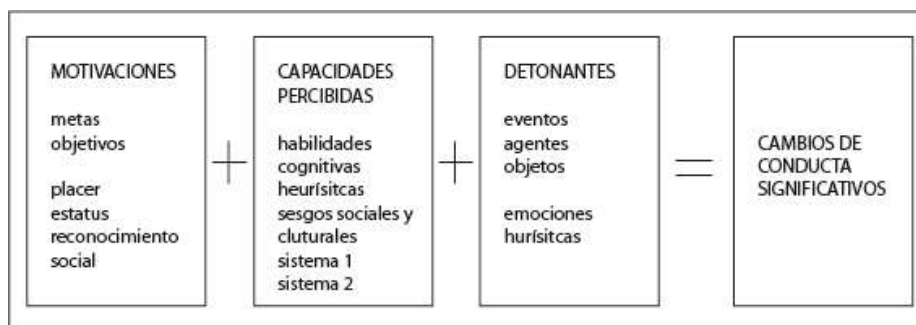 MOTIVACIONES
metas
objetivos
placer
estatus
reconocimiento
social
+
CAPACIDADES
PERCIBIDAS
habilidades
cognitivas
heurísitcas
sesgos sociales y
cluturales
sistema 1
sistema 2
+
DETONANTES
eventos
agentes
objetos
emociones
hurísitcas
=
CAMBIOS DE
CONDUCTA
SIGNIFICATIVOS